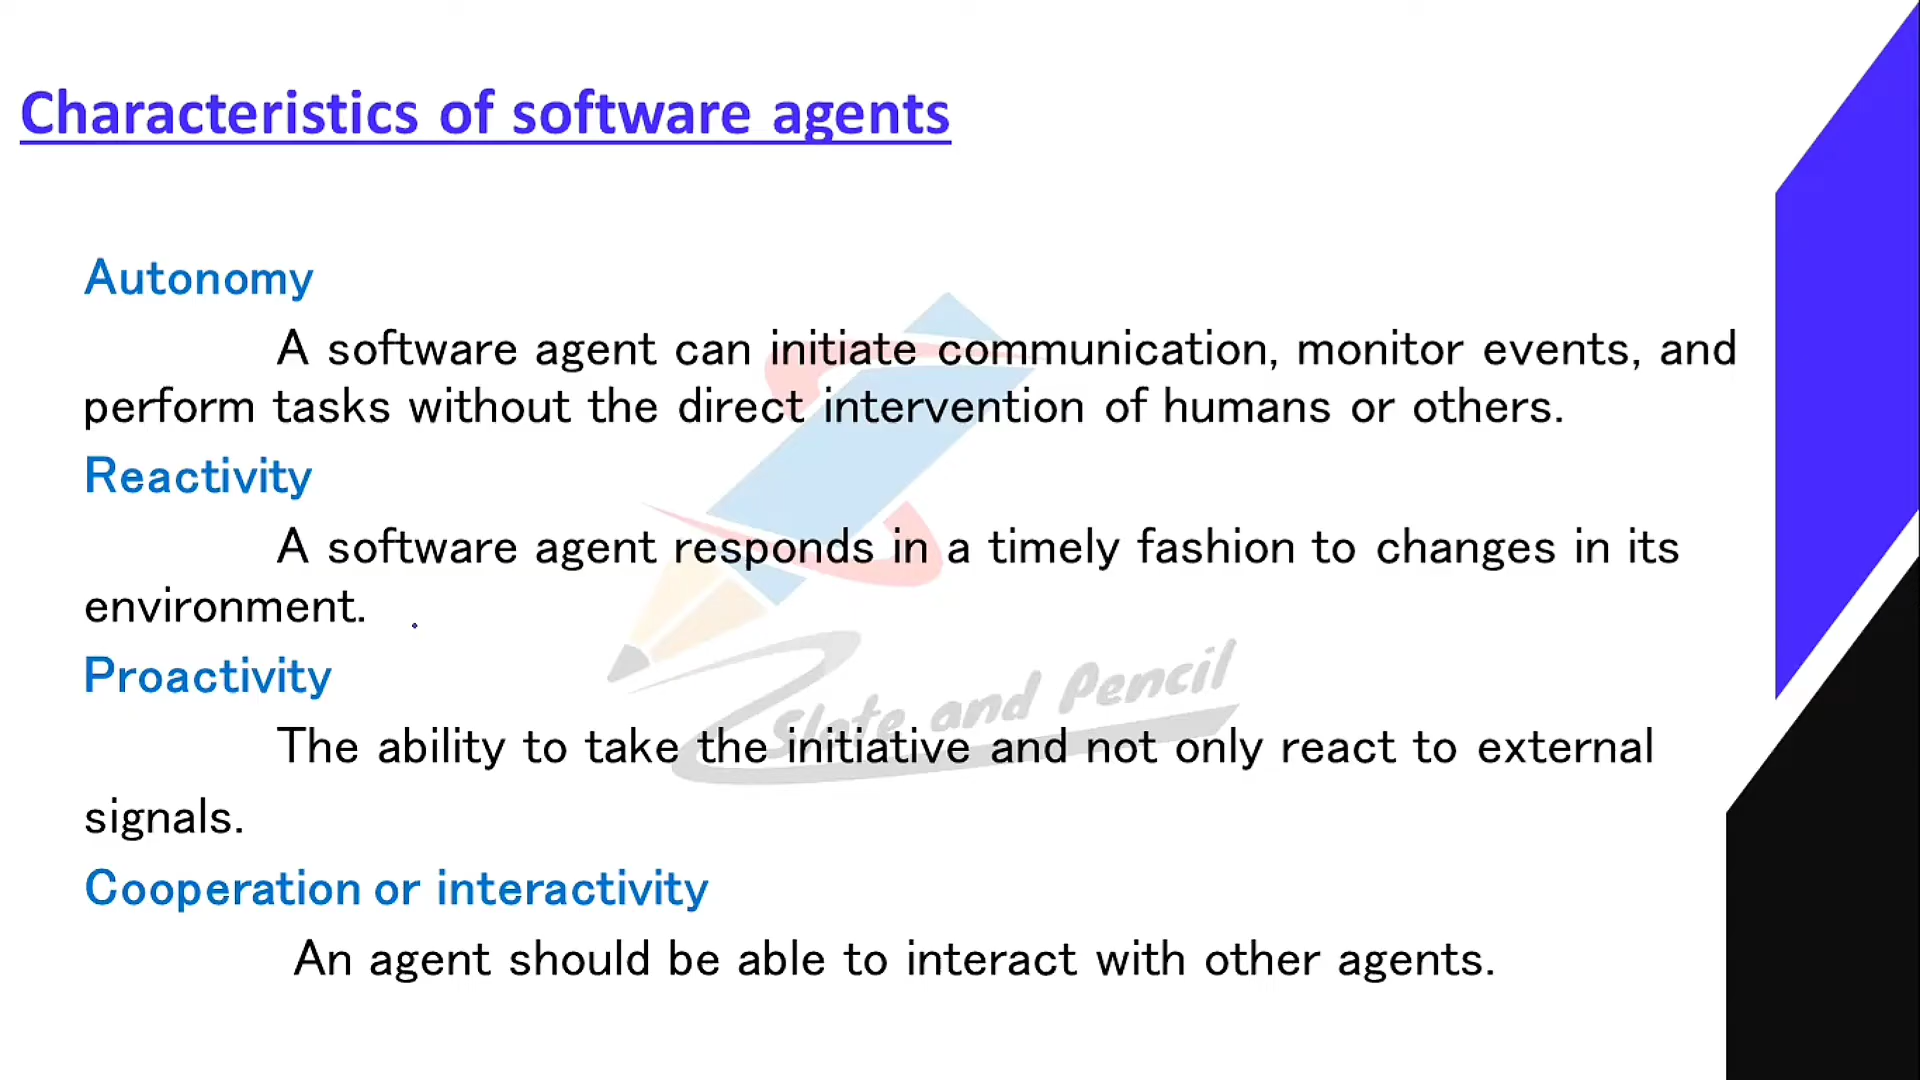 Characteristics of software agents
Autonomy
A software agent can initiate communication, monitor events, and
perform tasks without the direct intervention of humans or others.
Reactivity
A software agent responds in a timely fashion to changes in its
environment.
Proactivity
Slate and Pencil
The ability to take the initiative and not only react to external
signals.
Cooperation or interactivity
An agent should be able to interact with other agents.